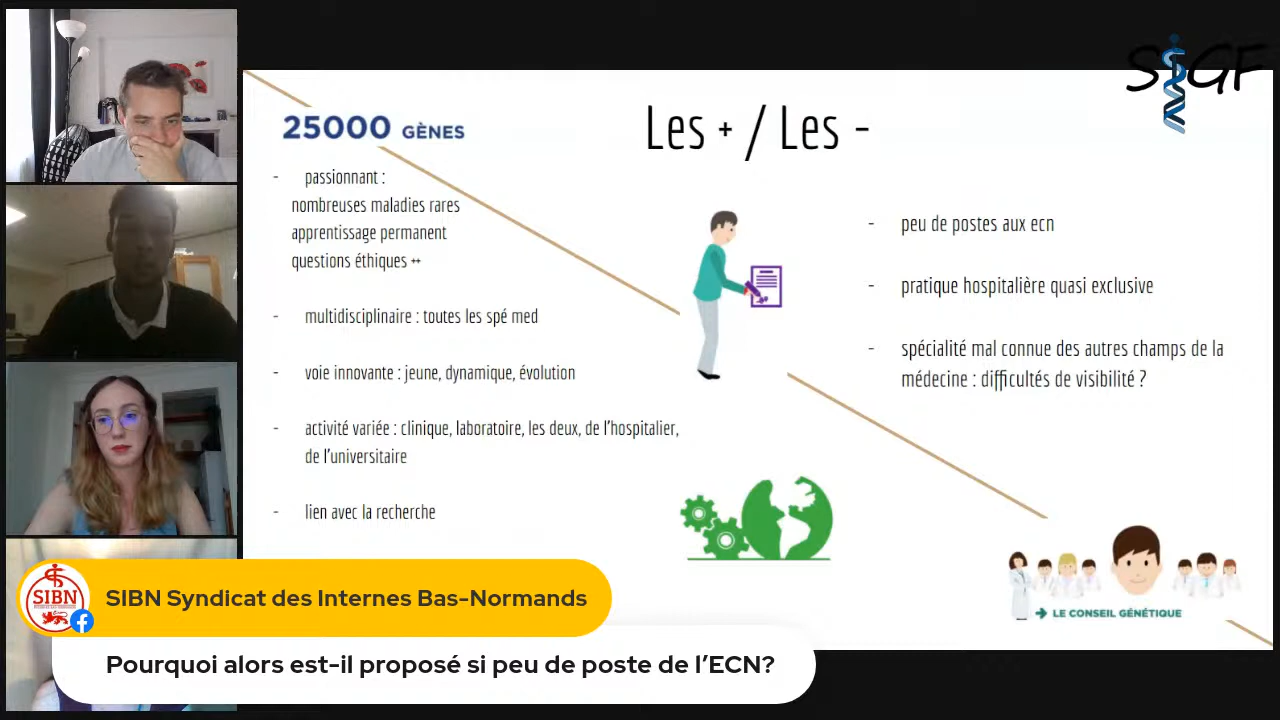 SIGF
25000 GÈNES
Les + / Les -
- passionnant :
nombreuses maladies rares
apprentissage permanent
questions éthiques ++
- multidisciplinaire : toutes les spé med
- voie innovante : jeune, dynamique, évolution
- activité variée : clinique, laboratoire, les deux, de l'hospitalier,
de l'universitaire
- lien avec la recherche
- peu de postes aux ecn
- pratique hospitalière quasi exclusive
- spécialité mal connue des autres champs de la
médecine : difficultés de visibilité ?
→ LE CONSEIL GÉNÉTIQUE
SIBN
SIBN Syndicat des Internes Bas-Normands
Pourquoi alors est-il proposé si peu de poste de l’ECN?